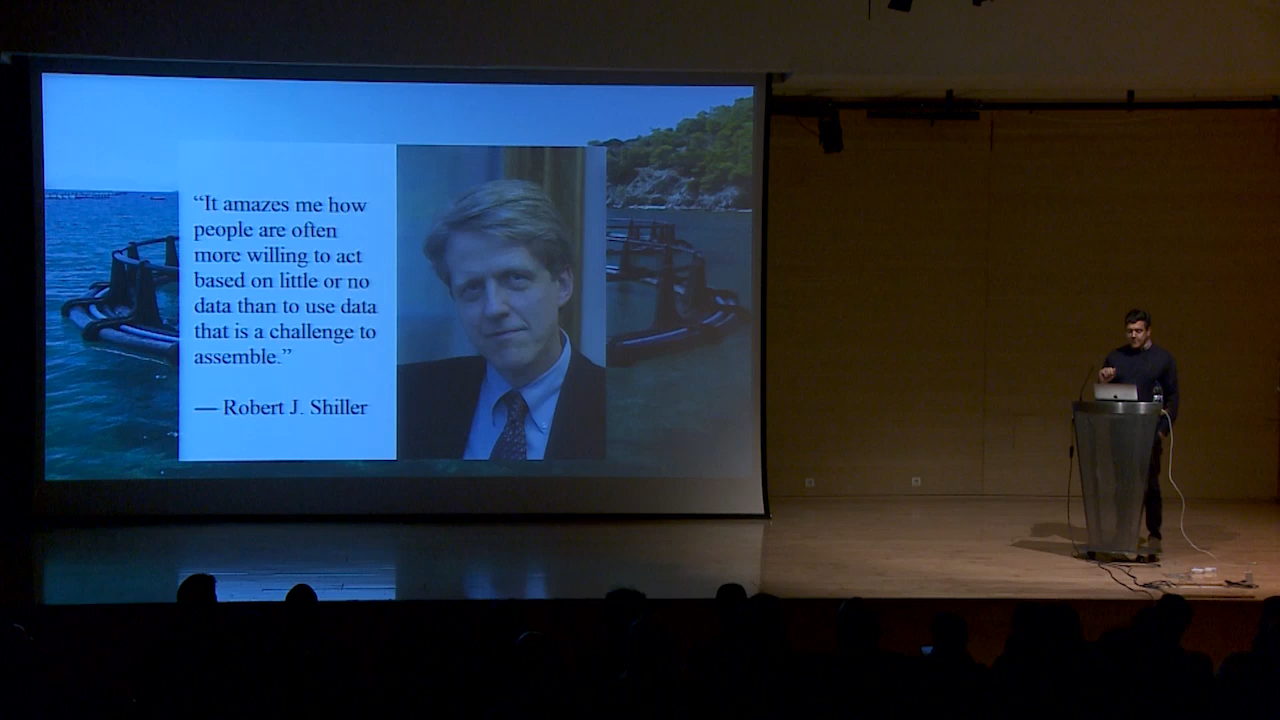 “It amazes me how
people are often
more willing to act
based on little or no
data than to use data
that is a challenge to
assemble.”
— Robert J. Shiller